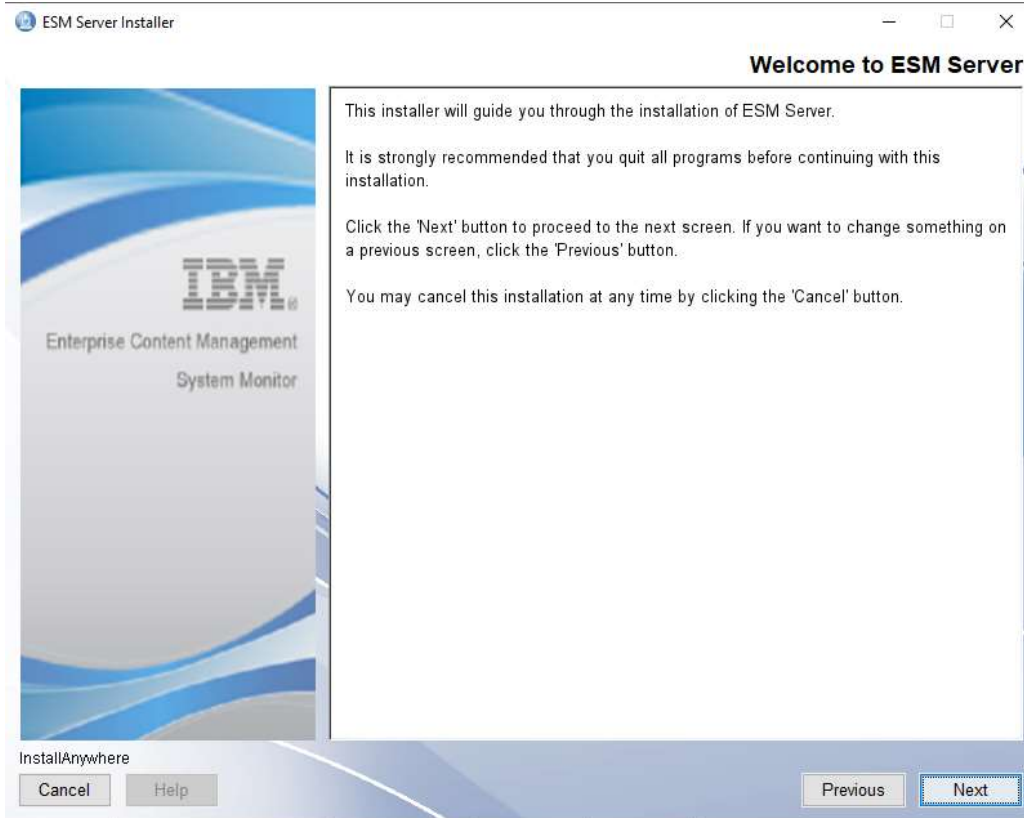 ESM Server Installer
Welcome to ESM Server
This installer will guide you through the installation of ESM Server.
It is strongly recommended that you quit all programs before continuing with this
installation.
Click the 'Next' button to proceed to the next screen. If you want to change something on
a previous screen, click the 'Previous' button.
You may cancel this installation at any time by clicking the 'Cancel' button.
IBM®
Enterprise Content Management
System Monitor
InstallAnywhere
Cancel Help Previous Next